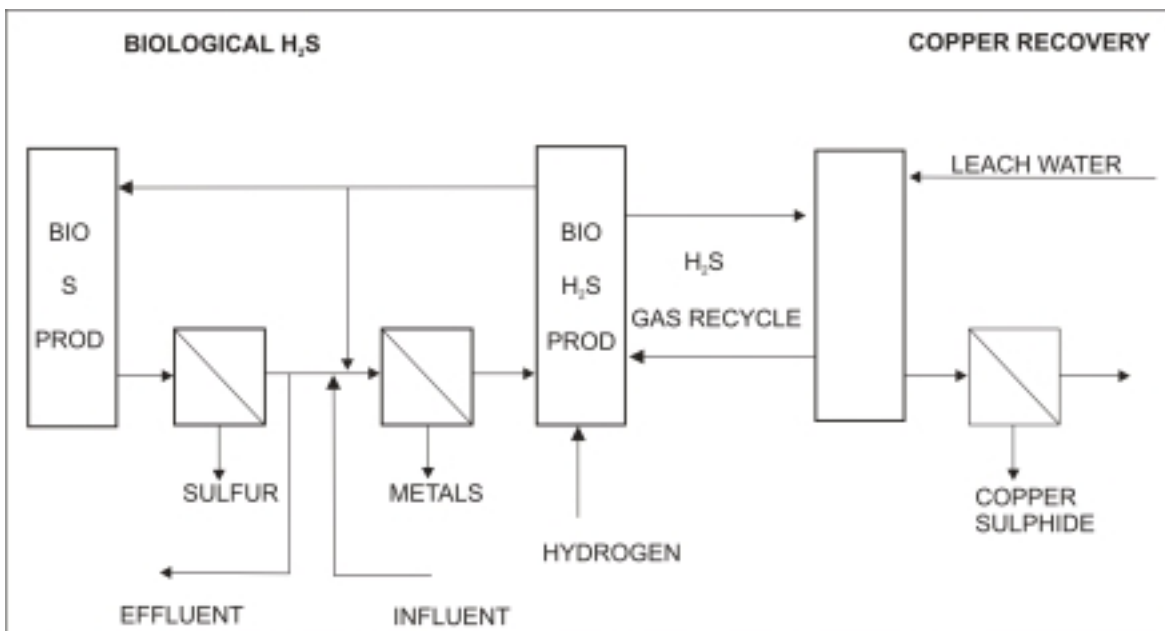 BIOLOGICAL H₂S
COPPER RECOVERY
LEACH WATER
BIO
S
PROD
BIO
H₂S
PROD
H₂S
GAS RECYCLE
SULFUR
METALS
HYDROGEN
COPPER
SULPHIDE
EFFLUENT
INFLUENT